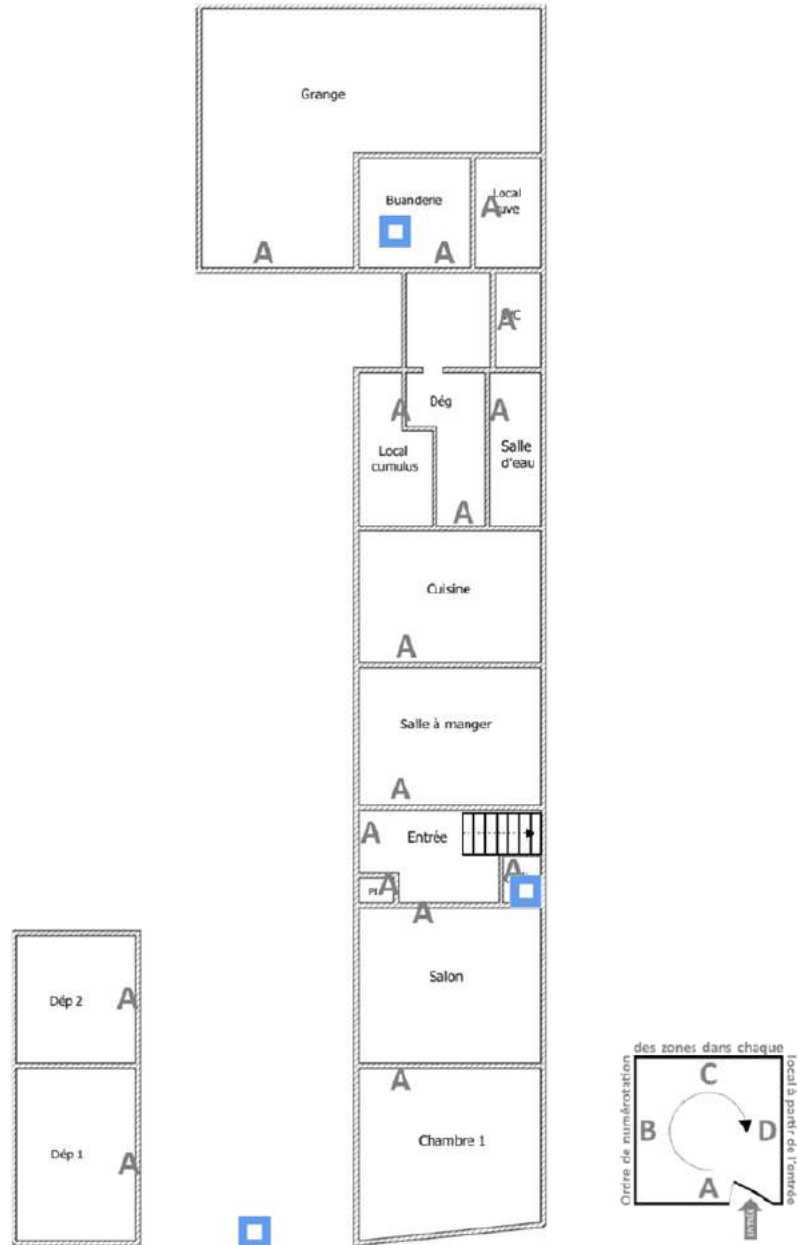 Grange
Buanderie
Local
A
A
A
A
Dég
A
A
Local
cumulus
Salle
d'eau
A
Cuisine
A
Salle à manger
A
A
Entrée
A
A
A
Salon
Dép 2
A
A
Chambre 1
Dép 1
A
des zones dans chaque
Ordre de numérotation
local à partir de l'entrée
C
B
D
A
ENTRÉE